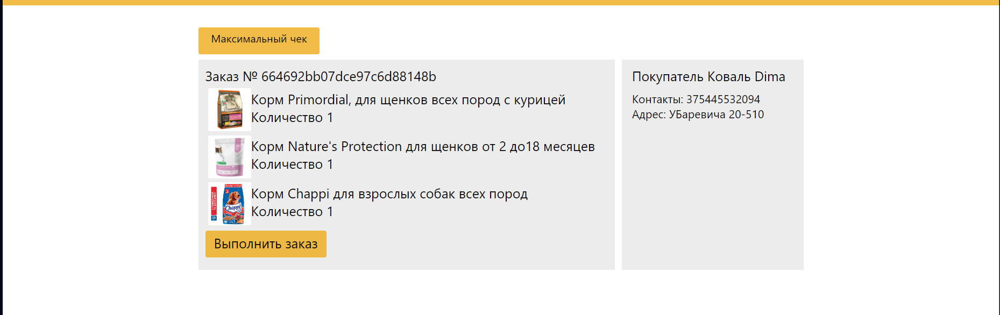 Максимальный чек
Заказ № 664692bb07dce97c6d88148b
Корм Primordial, для щенков всех пород с курицей
Количество 1
Корм Nature's Protection для щенков от 2 до18 месяцев
Количество 1
Chappi
Корм Chappi для взрослых собак всех пород
Количество 1
Выполнить заказ
Покупатель Коваль Dima
Контакты: 375445532094
Адрес: УБаревича 20-510